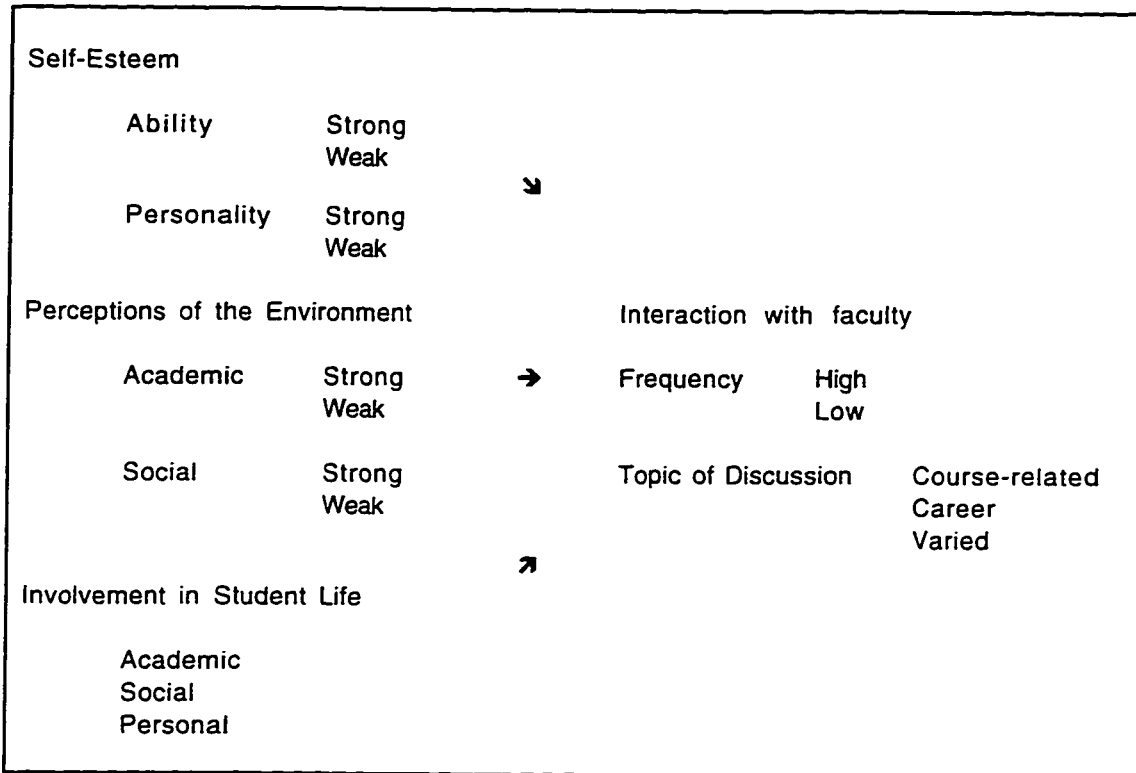 Self-Esteem
Ability Strong
Weak
➘
Personality Strong
Weak
Perceptions of the Environment Interaction with faculty
Academic Strong ➔ Frequency High
Weak Low
Social Strong Topic of Discussion Course-related
Weak Career
Varied
➚
Involvement in Student Life
Academic
Social
Personal